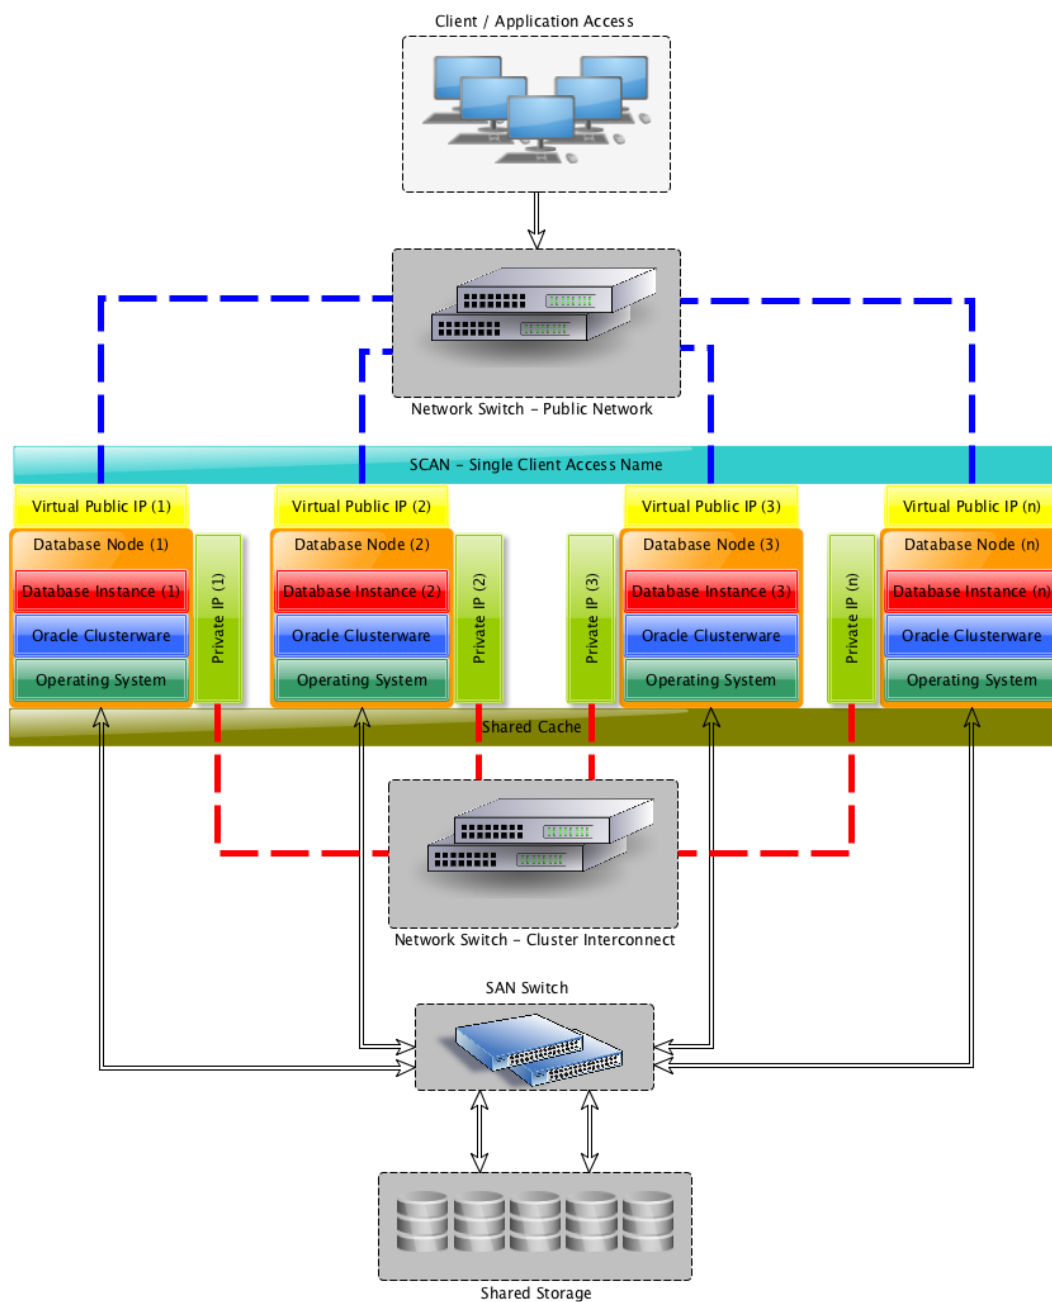 Client / Application Access
Network Switch – Public Network
SCAN – Single Client Access Name
Virtual Public IP (1)
Virtual Public IP (2)
Virtual Public IP (3)
Virtual Public IP (n)
Database Node (1)
Database Node (2)
Database Node (3)
Database Node (n)
Private IP (1)
Private IP (2)
Private IP (3)
Private IP (n)
Database Instance (1)
Database Instance (2)
Database Instance (3)
Database Instance (n)
Oracle Clusterware
Oracle Clusterware
Oracle Clusterware
Oracle Clusterware
Operating System
Operating System
Operating System
Operating System
Shared Cache
Network Switch – Cluster Interconnect
SAN Switch
Shared Storage